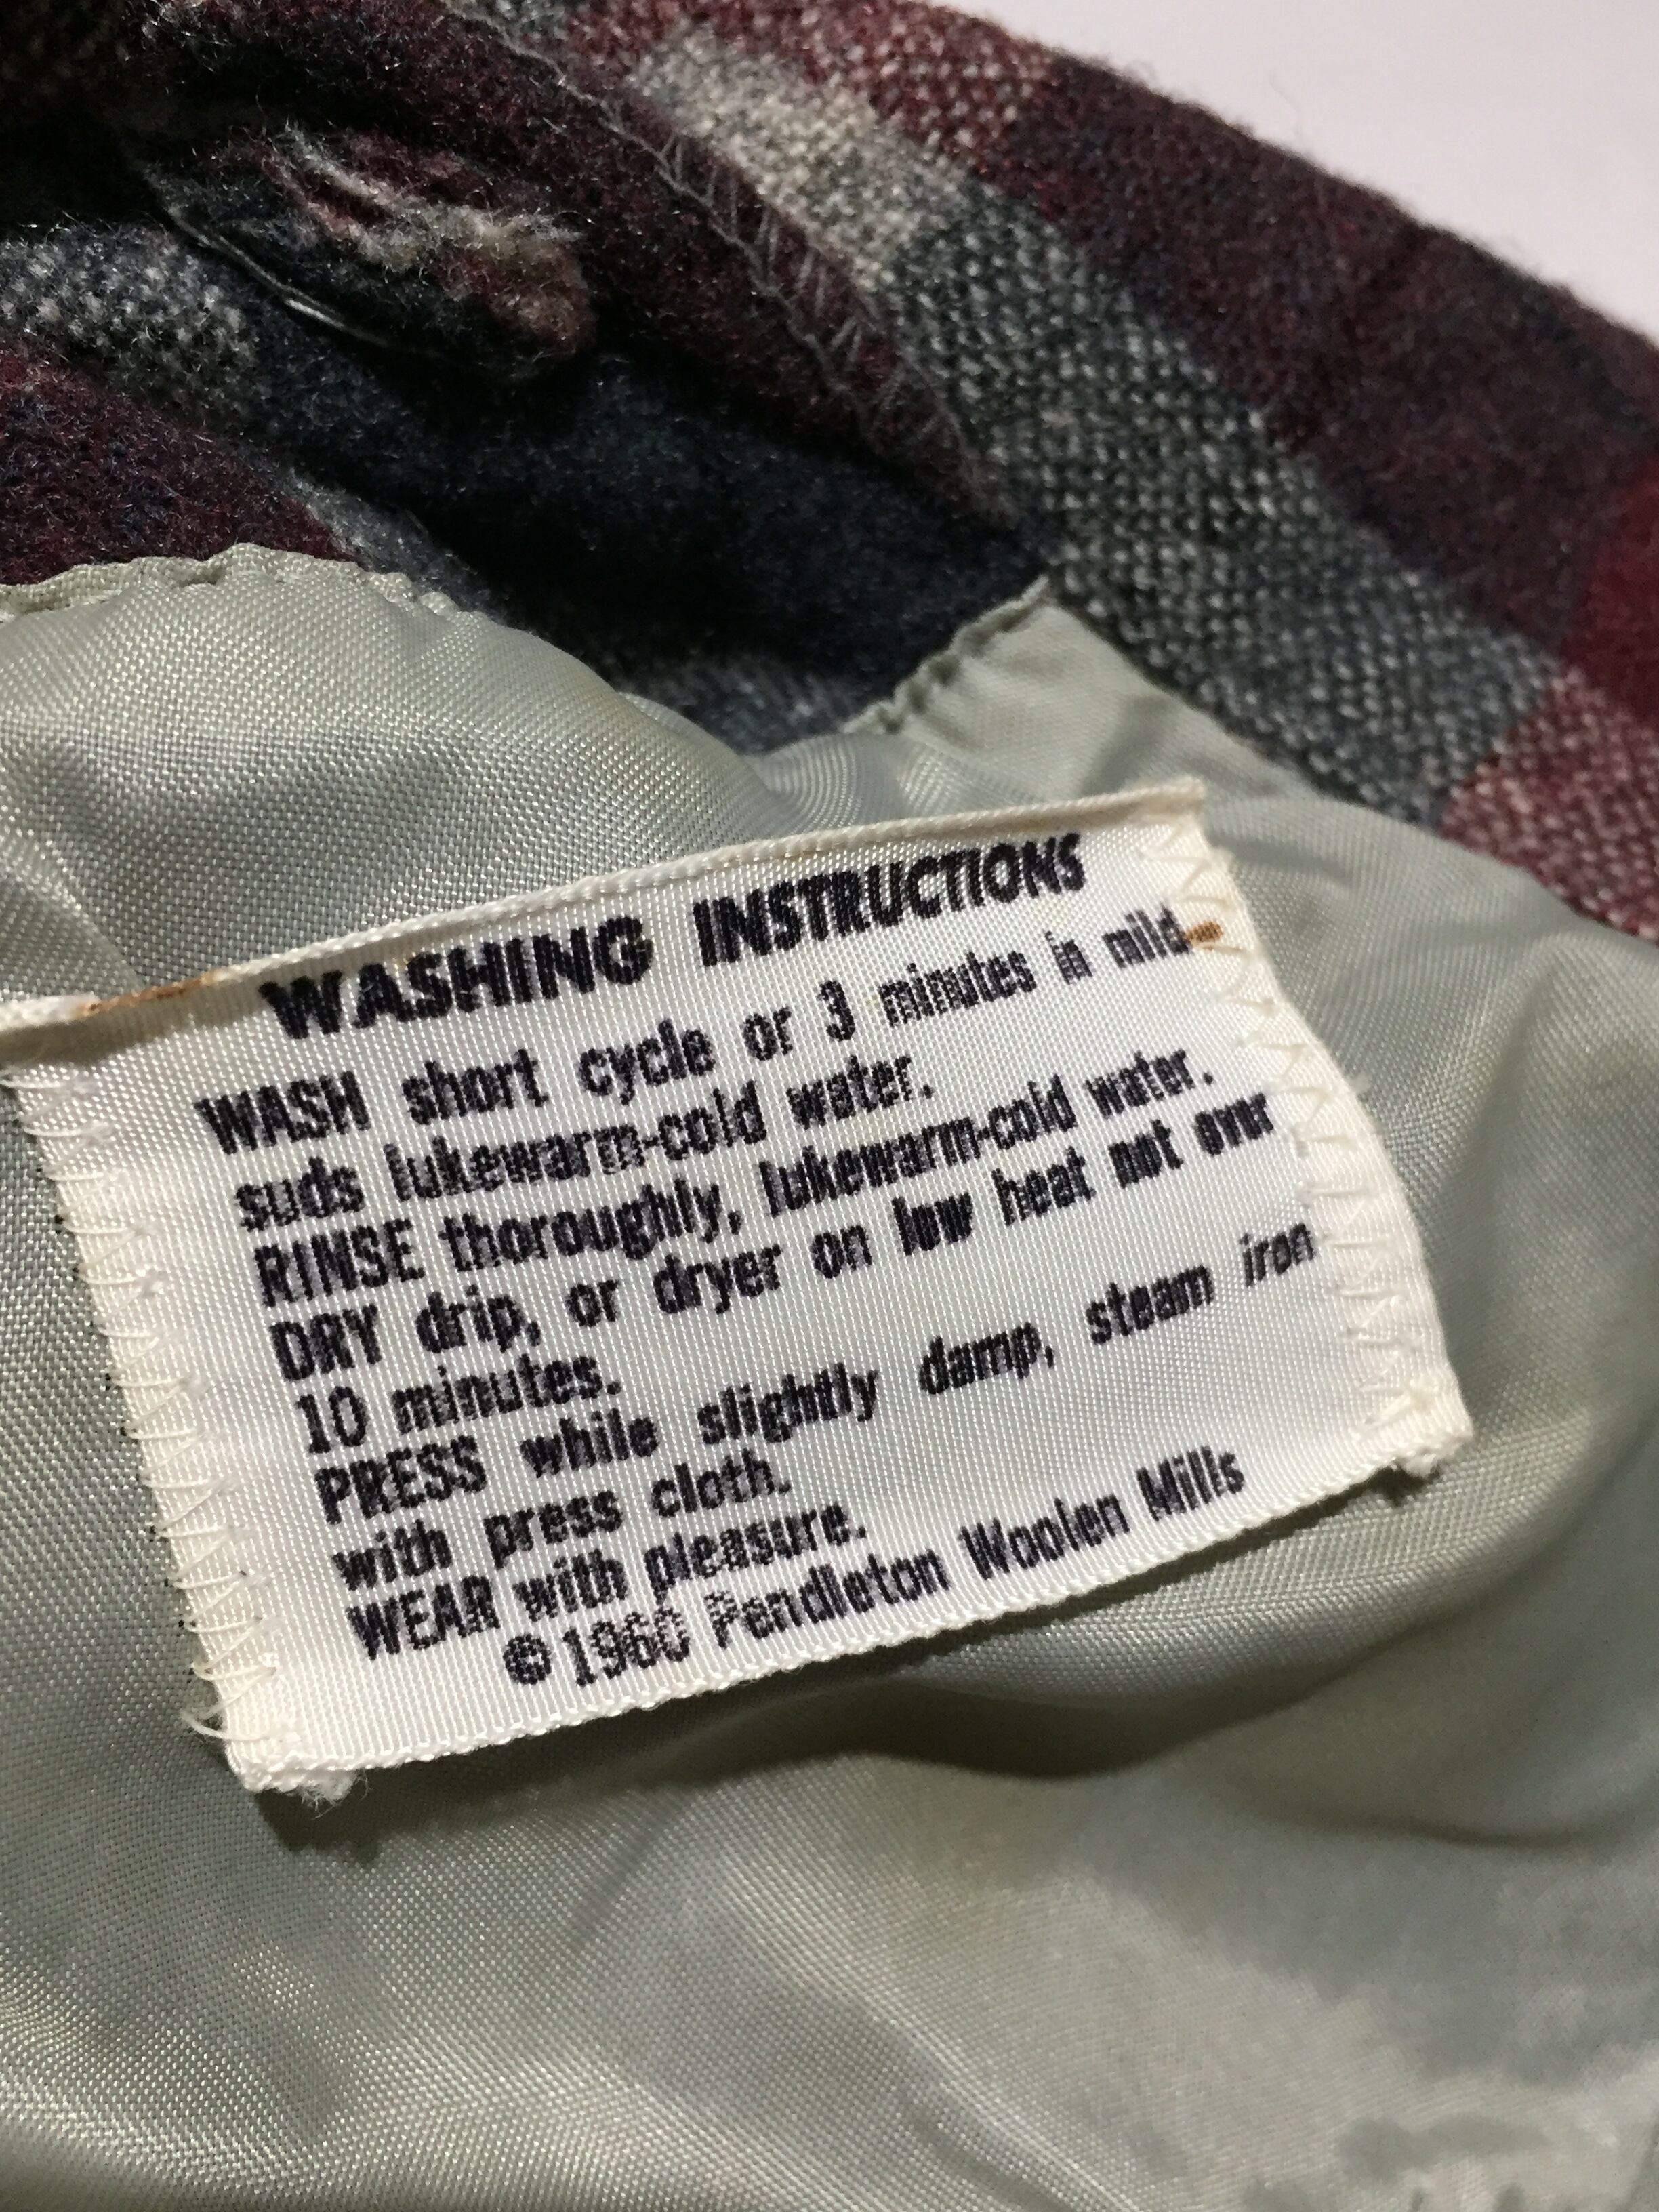 WASHING INSTRUCTIONS
WASH short cycle or 3 minutes in mild
suds lukewarm-cold water.
RINSE thoroughly, lukewarm-cold water.
DRY drip, or dryer on low heat not over
10 minutes.
PRESS while slightly damp, steam iron
with press cloth.
WEAR with pleasure.
©1960 Pendleton Woolen Mills